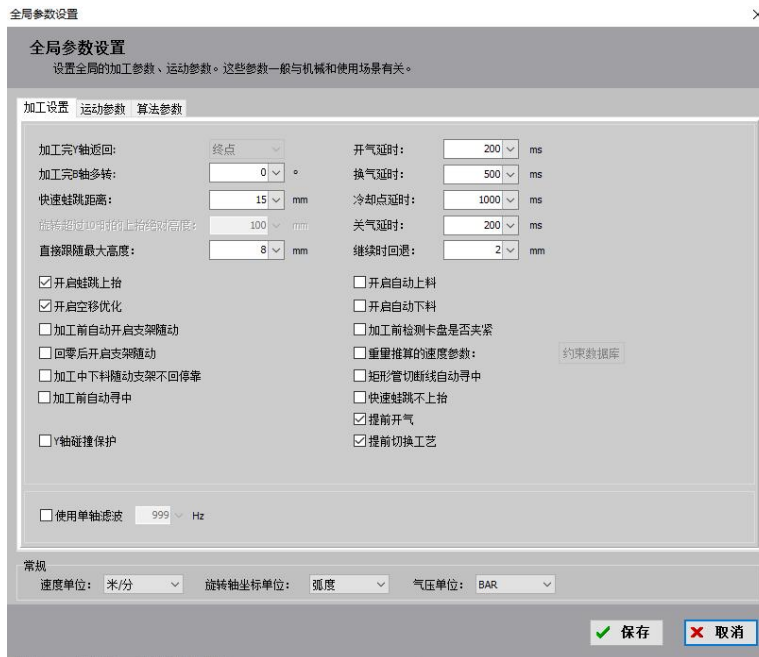 全局参数设置
全局参数设置
设置全局的加工参数、运动参数。这些参数一般与机械和使用场景有关。
加工设置 运动参数 算法参数
加工完Y轴返回: 终点 开气延时: 200 ms
加工完B轴多转: 0 ° 换气延时: 500 ms
快速蛙跳距离: 15 mm 冷却点延时: 1000 ms
旋转超过10°时的上抬绝对高度: 100 mm 关气延时: 200 ms
直接跟随最大高度: 8 mm 继续时回退: 2 mm
开启蛙跳上抬 开启自动上料
开启空移优化 开启自动下料
加工前自动开启支架随动 加工前检测卡盘是否夹紧
回零后开启支架随动 重量推算的速度参数: 约束数据库
加工中下料随动支架不回停靠 矩形管切断线自动寻中
加工前自动寻中 快速蛙跳不上抬
提前开气
Y轴碰撞保护 提前切换工艺
使用单轴滤波 999 Hz
常规
速度单位: 米/分 旋转轴坐标单位: 弧度 气压单位: BAR
保存 取消